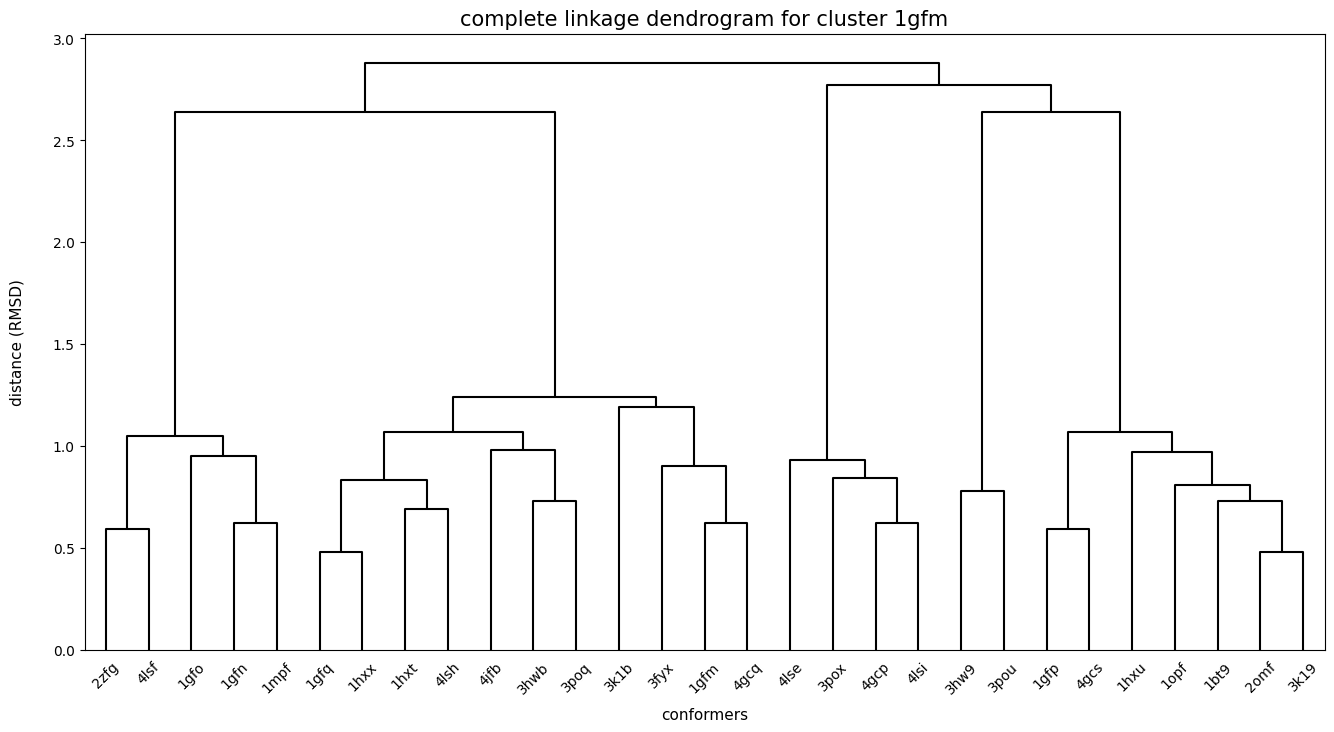 complete linkage dendrogram for cluster 1gfm
3.0
2.5
2.0
1.5
1.0
0.5
0.0
distance (RMSD)
2zfg 4lsf 1gfo 1gfn 1mpf 1gfq 1hxx 1hxt 4lsh 4jfb 3hwb 3poq 3k1b 3fyx 1gfm 4gcq 4lse 3pox 4gcp 4lsi 3hw9 3pou 1gfp 4gcs 1hxu 1opf 1bt9 2omf 3k19
conformers